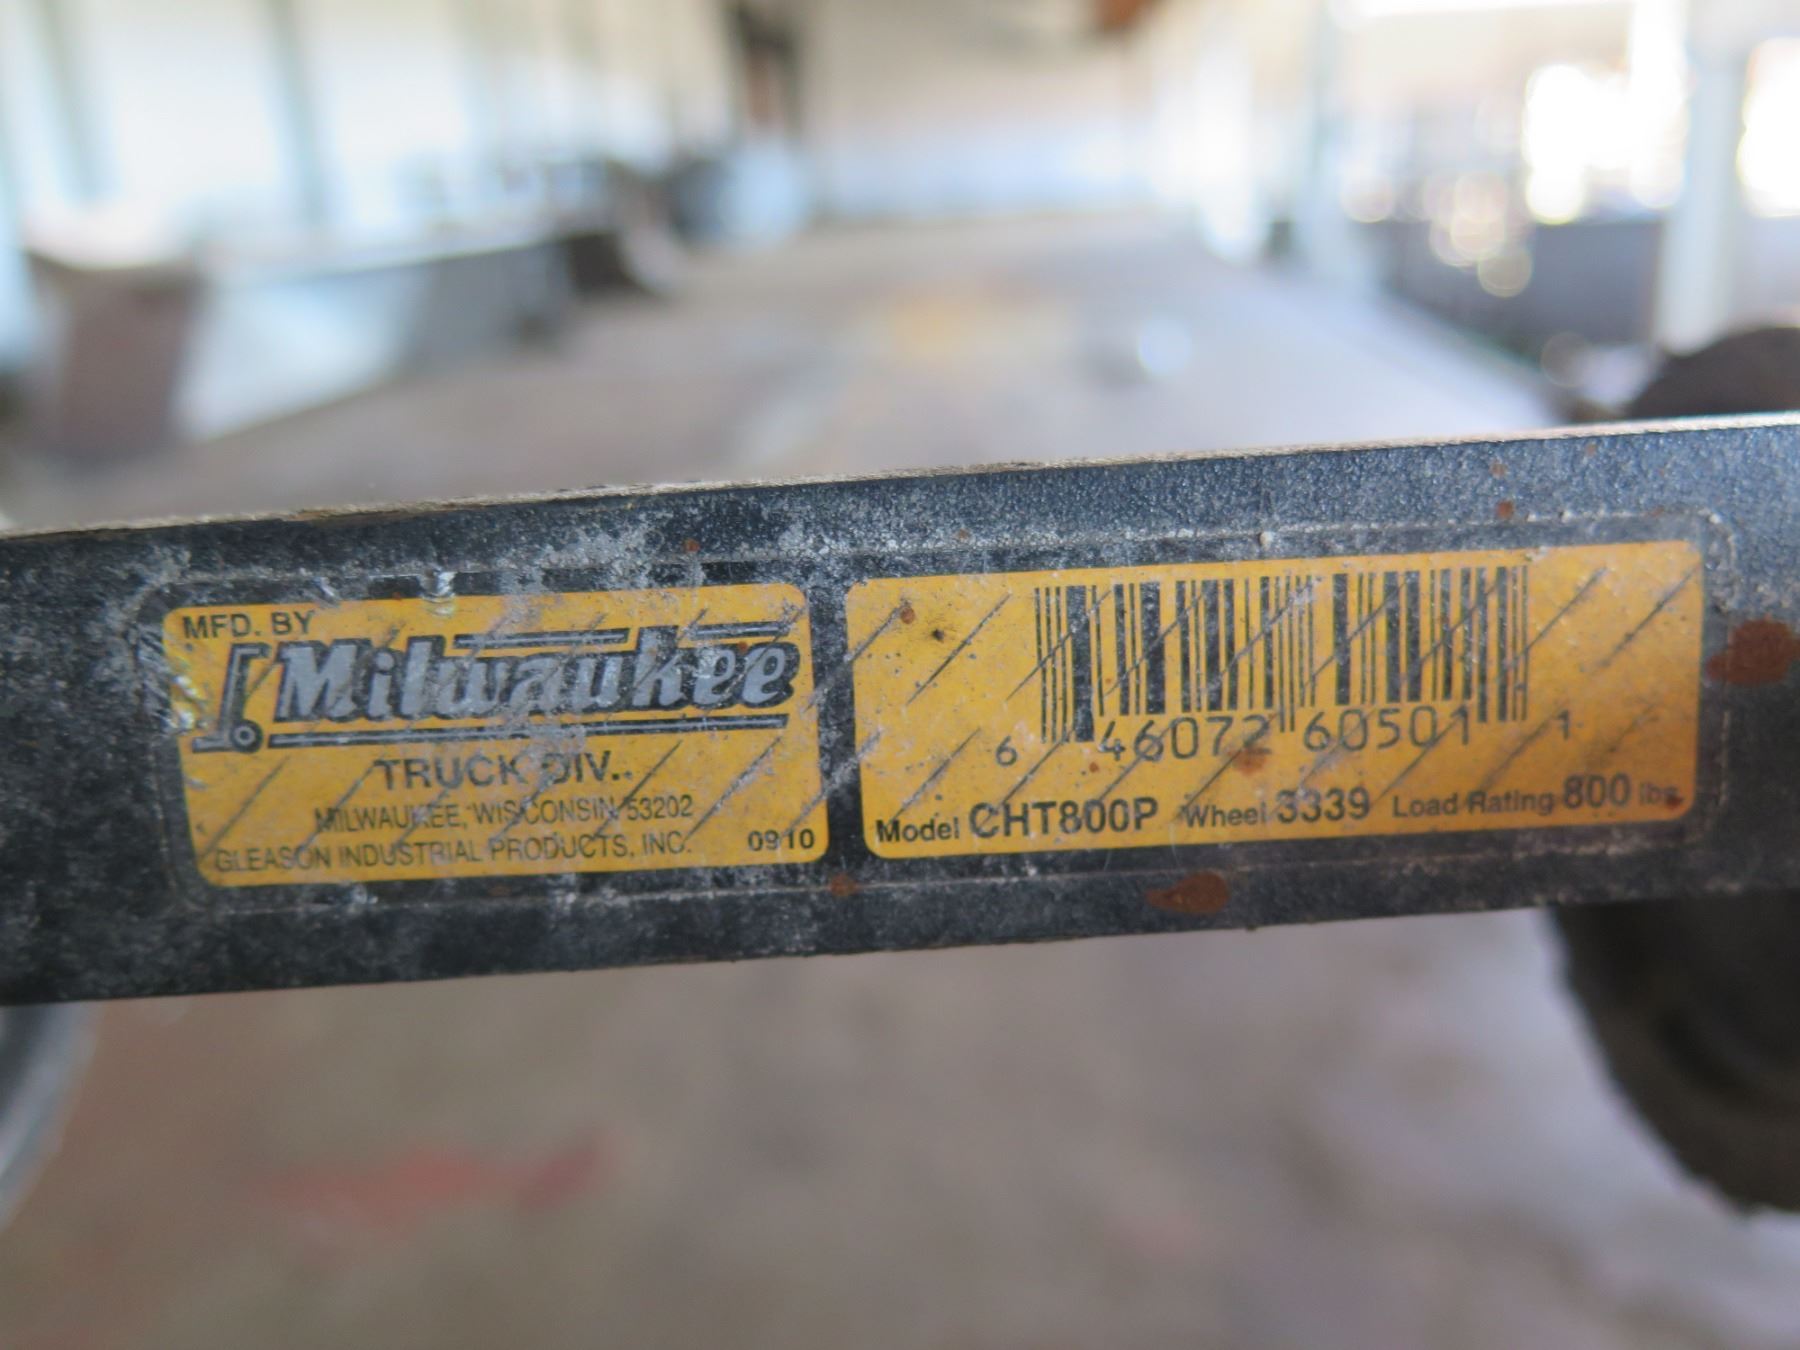 MFD. BY
Milwaukee
TRUCK DIV.
MILWAUKEE, WISCONSIN 53202
GLEASON INDUSTRIAL PRODUCTS, INC. 0910
6 46072 60501 1
Model CHT800P Wheel 3339 Load Rating 800 lbs